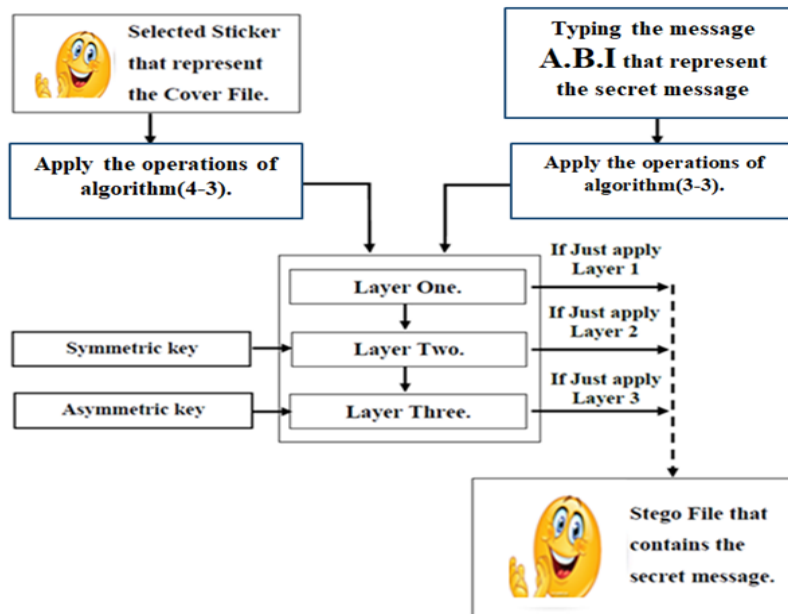 Selected Sticker
that represent
the Cover File.
Typing the message
A.B.I that represent
the secret message
Apply the operations of
algorithm(4-3).
Apply the operations of
algorithm(3-3).
Layer One.
If Just apply
Layer 1
Symmetric key
Layer Two.
If Just apply
Layer 2
Asymmetric key
Layer Three.
If Just apply
Layer 3
Stego File that
contains the
secret message.